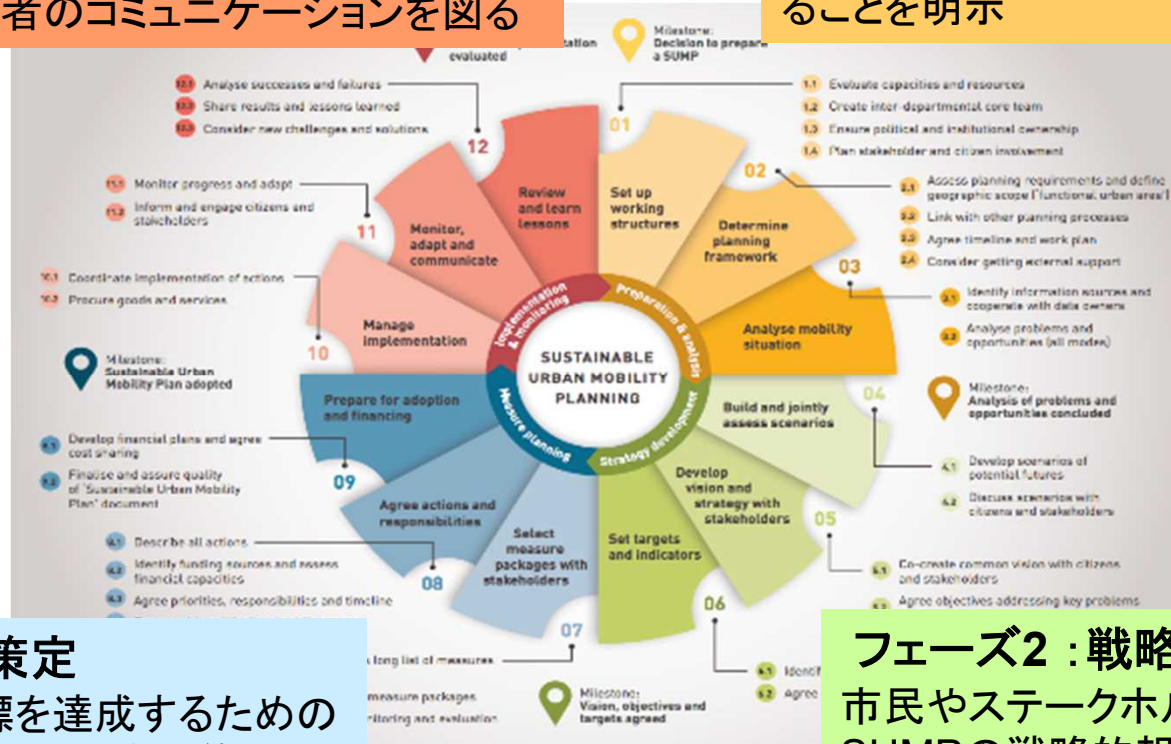 者のコミュニケーションを図る
ることを明示
evaluated
Milestone:
Decision to prepare
a SUMP
12.1 Analyse successes and failures
12.2 Share results and lessons learned
12.3 Consider new challenges and solutions
1.1 Evaluate capacities and resources
1.2 Create inter-departmental core team
1.3 Ensure political and institutional ownership
1.4 Plan stakeholder and citizen involvement
11.1 Monitor progress and adapt
11.2 Inform and engage citizens and
stakeholders
2.1 Assess planning requirements and define
geographic scope ('functional urban area')
2.2 Link with other planning processes
2.3 Agree timeline and work plan
2.4 Consider getting external support
10.1 Coordinate implementation of actions
10.2 Procure goods and services
3.1 Identify information sources and
cooperate with data owners
3.2 Analyse problems and
opportunities (all modes)
Milestone:
Sustainable Urban
Mobility Plan adopted
Milestone:
Analysis of problems and
opportunities concluded
12
Review
and learn
lessons
01
Set up
working
structures
02
Determine
planning
framework
03
Analyse mobility
situation
04
Build and jointly
assess scenarios
05
Develop
vision and
strategy with
stakeholders
06
Set targets
and indicators
07
Select
measure
packages with
stakeholders
08
Agree actions and
responsibilities
09
Prepare for adoption
and financing
10
Manage
implementation
11
Monitor,
adapt and
communicate
Implementation
& monitoring
Preparation & analysis
Strategy development
Measure planning
SUSTAINABLE
URBAN MOBILITY
PLANNING
9.1 Develop financial plans and agree
cost sharing
9.2 Finalise and assure quality
of 'Sustainable Urban Mobility
Plan' document
4.1 Develop scenarios of
potential futures
4.2 Discuss scenarios with
citizens and stakeholders
8.1 Describe all actions
8.2 Identify funding sources and assess
financial capacities
8.3 Agree priorities, responsibilities and timeline
5.1 Co-create common vision with citizens
and stakeholders
5.2 Agree objectives addressing key problems
策定
標を達成するための
long list of measures
measure packages
monitoring and evaluation
Milestone:
Vision, objectives and
targets agreed
6.1
6.2 Agree
フェーズ2：戦略
市民やステークホル